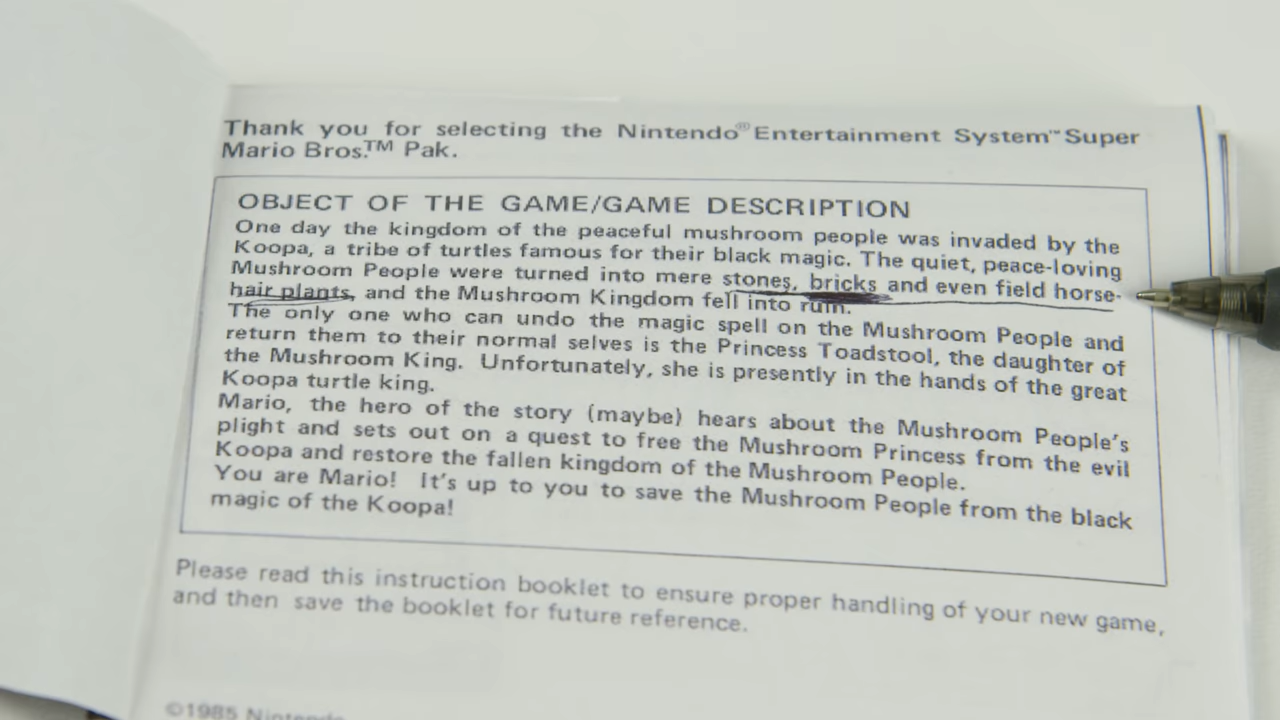 Thank you for selecting the Nintendo® Entertainment System™ Super
Mario Bros.™ Pak.
OBJECT OF THE GAME/GAME DESCRIPTION
One day the kingdom of the peaceful mushroom people was invaded by the
Koopa, a tribe of turtles famous for their black magic. The quiet, peace-loving
Mushroom People were turned into mere stones, bricks and even field horse-
hair plants, and the Mushroom Kingdom fell into ruin.
The only one who can undo the magic spell on the Mushroom People and
return them to their normal selves is the Princess Toadstool, the daughter of
the Mushroom King. Unfortunately, she is presently in the hands of the great
Koopa turtle king.
Mario, the hero of the story (maybe) hears about the Mushroom People's
plight and sets out on a quest to free the Mushroom Princess from the evil
Koopa and restore the fallen kingdom of the Mushroom People.
You are Mario! It's up to you to save the Mushroom People from the black
magic of the Koopa!
Please read this instruction booklet to ensure proper handling of your new game,
and then save the booklet for future reference.
©1985 Nintendo